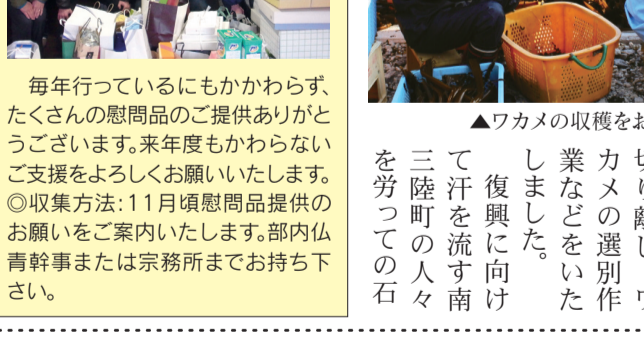 毎年行っているにもかかわらず、
たくさんの慰問品のご提供ありがと
うございます。来年度もかわらない
ご支援をよろしくお願いいたします。
◎収集方法:11月頃慰問品提供の
お願いをご案内いたします。部内仏
青幹事または宗務所までお持ち下
さい。
▲ワカメの収穫をお
切り離し、ワ
カメの選別作
業などをいた
しました。
復興に向け
て汗を流す南
三陸町の人々
を労っての石